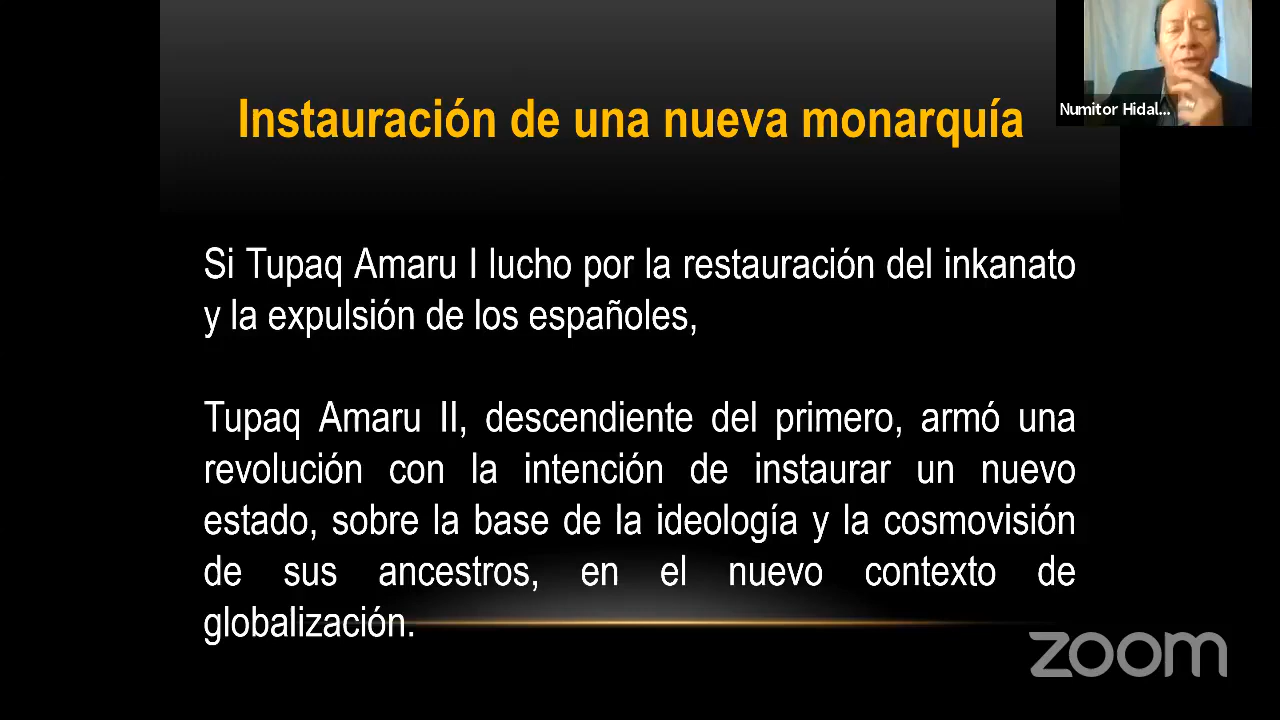 Instauración de una nueva monarquía
Numitor Hidal...
Si Tupaq Amaru I lucho por la restauración del inkanato
y la expulsión de los españoles,
Tupaq Amaru II, descendiente del primero, armó una
revolución con la intención de instaurar un nuevo
estado, sobre la base de la ideología y la cosmovisión
de sus ancestros, en el nuevo contexto de
globalización.
zoom